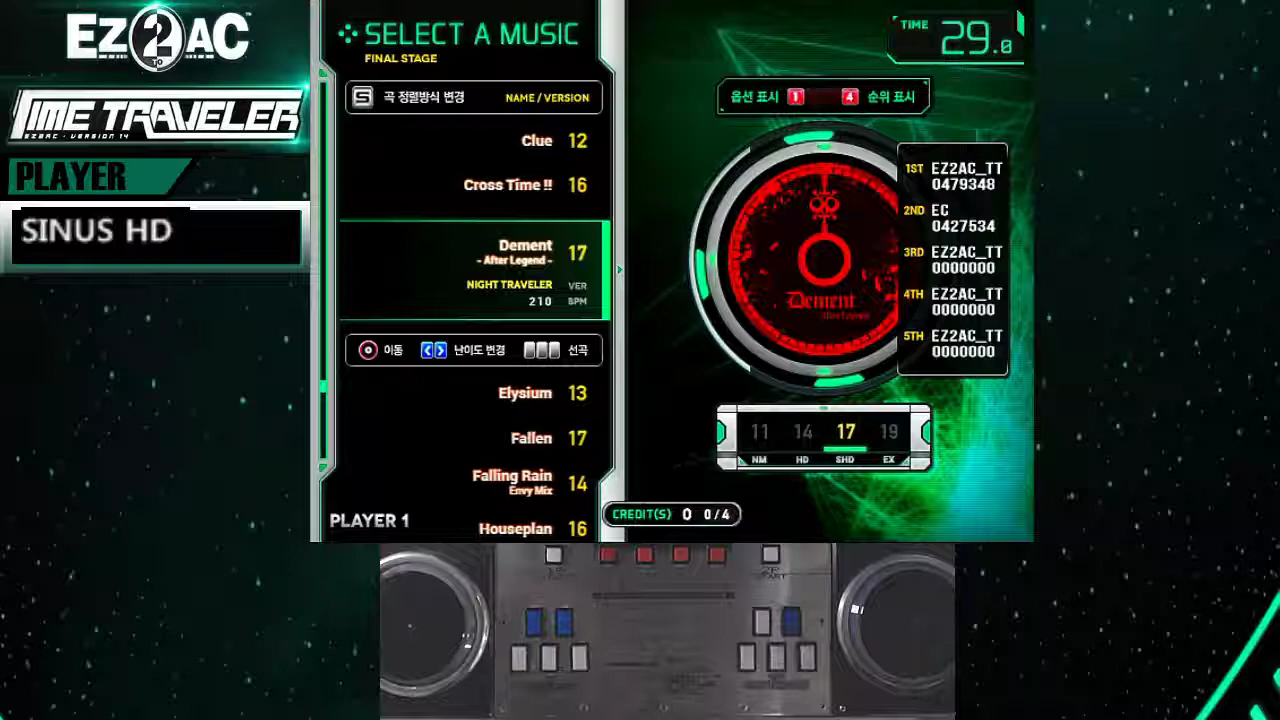 EZ2AC
TO
TIME TRAVELER
EZ2AC - VERSION 14
PLAYER
SINUS HD
SELECT A MUSIC
FINAL STAGE
S 곡 정렬방식 변경 NAME / VERSION
Clue 12
Cross Time !! 16
Dement 17
- After Legend -
NIGHT TRAVELER VER
210 BPM
이동 난이도 변경 선곡
Elysium 13
Fallen 17
Falling Rain 14
Envy Mix
Houseplan 16
PLAYER 1
TIME 29.0
옵션 표시 1 4 순위 표시
Dement
1ST EZ2AC_TT
0479348
2ND EC
0427534
3RD EZ2AC_TT
0000000
4TH EZ2AC_TT
0000000
5TH EZ2AC_TT
0000000
11 14 17 19
NM HD SHD EX
CREDIT(S) 0 0/4